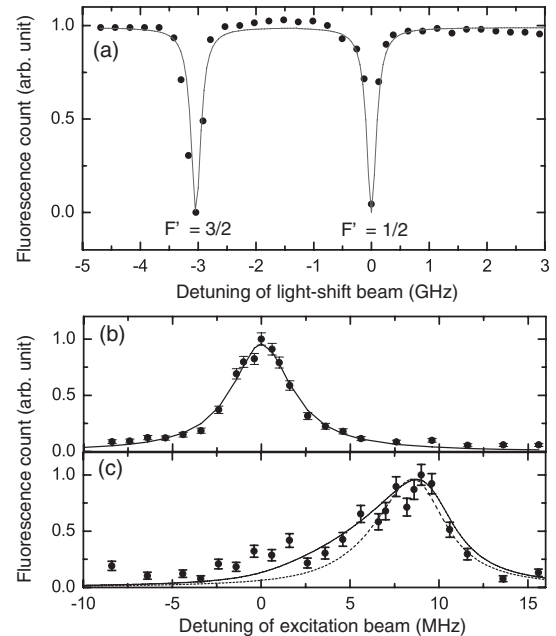 (a)
Fluorescence count (arb. unit)
1.0
0.5
0.0
F' = 3/2
F' = 1/2
-5 -4 -3 -2 -1 0 1 2 3
Detuning of light-shift beam (GHz)
(b)
Fluorescence count (arb. unit)
1.0
0.5
0.0
(c)
1.0
0.5
0.0
-10 -5 0 5 10 15
Detuning of excitation beam (MHz)